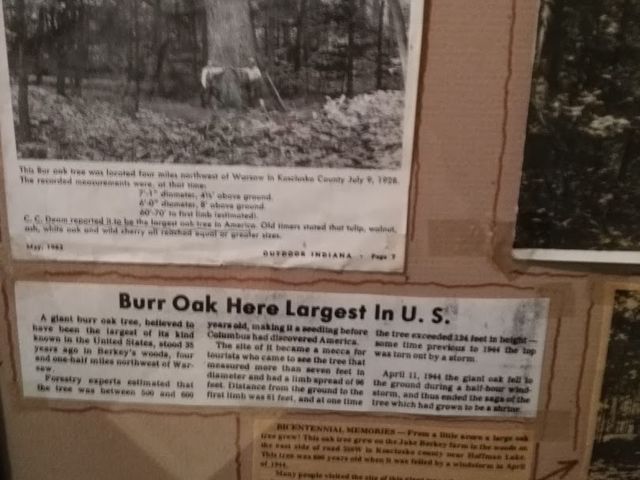 This Bur oak tree was located four miles northwest of Warsaw in Kosciusko County July 9, 1928.
The recorded measurements were, at that time:
7'-1" diameter, 4½' above ground.
6'-0" diameter, 8' above ground.
60'-70' to first limb (estimated).
C. C. Deam reported it to be the largest oak tree in America. Old timers stated that tulip, walnut,
ash, white oak and wild cherry all reached equal or greater sizes.
May, 1962
OUTDOOR INDIANA • Page 7
Burr Oak Here Largest In U. S.
A giant burr oak tree, believed to
have been the largest of its kind
known in the United States, stood 35
years ago in Berkey's woods, four
and one-half miles northwest of War-
saw.
Forestry experts estimated that
the tree was between 500 and 600
years old, making it a seedling before
Columbus had discovered America.
The site of it became a mecca for
tourists who came to see the tree that
measured more than seven feet in
diameter and had a limb spread of 96
feet. Distance from the ground to the
first limb was 61 feet, and at one time
the tree exceeded 124 feet in height —
some time previous to 1944 the top
was torn out by a storm.
April 11, 1944 the giant oak fell to
the ground during a half-hour wind-
storm, and thus ended the saga of the
tree which had grown to be a shrine.
BICENTENNIAL MEMORIES — From a little acorn a large oak
tree grew! This oak tree grew on the Jake Berkey farm in the woods on
the east side of road in Kosciusko county near Hoffman Lake.
This tree was 600 years old when it was felled by a windstorm in April
of 1944.
Many people visited the site of this